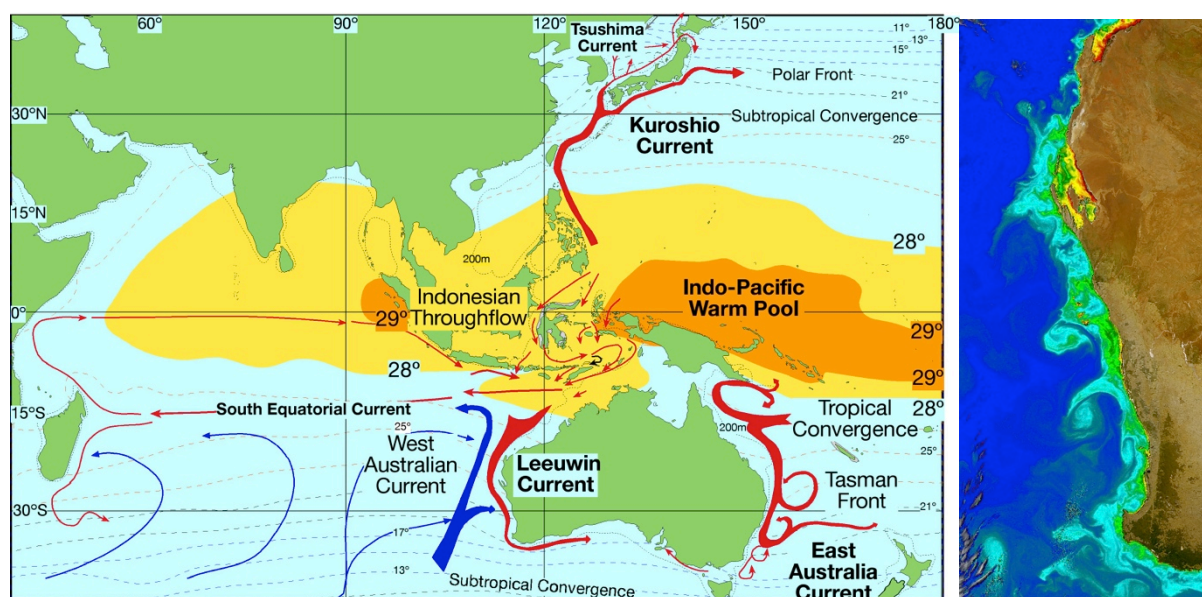 60°
90°
120°
150°
180°
Tsushima
Current
11°
13°
15°
Polar Front
21°
30°N
Subtropical Convergence
Kuroshio
Current
25°
15°N
28°
200m
Indonesian
Throughflow
Indo-Pacific
Warm Pool
0°
29°
29°
28°
29°
28°
South Equatorial Current
15°S
25°
200m
Tropical
Convergence
West
Australian
Current
Leeuwin
Current
25°
Tasman
Front
30°S
17°
21°
13°
Subtropical Convergence
East
Australia
Current